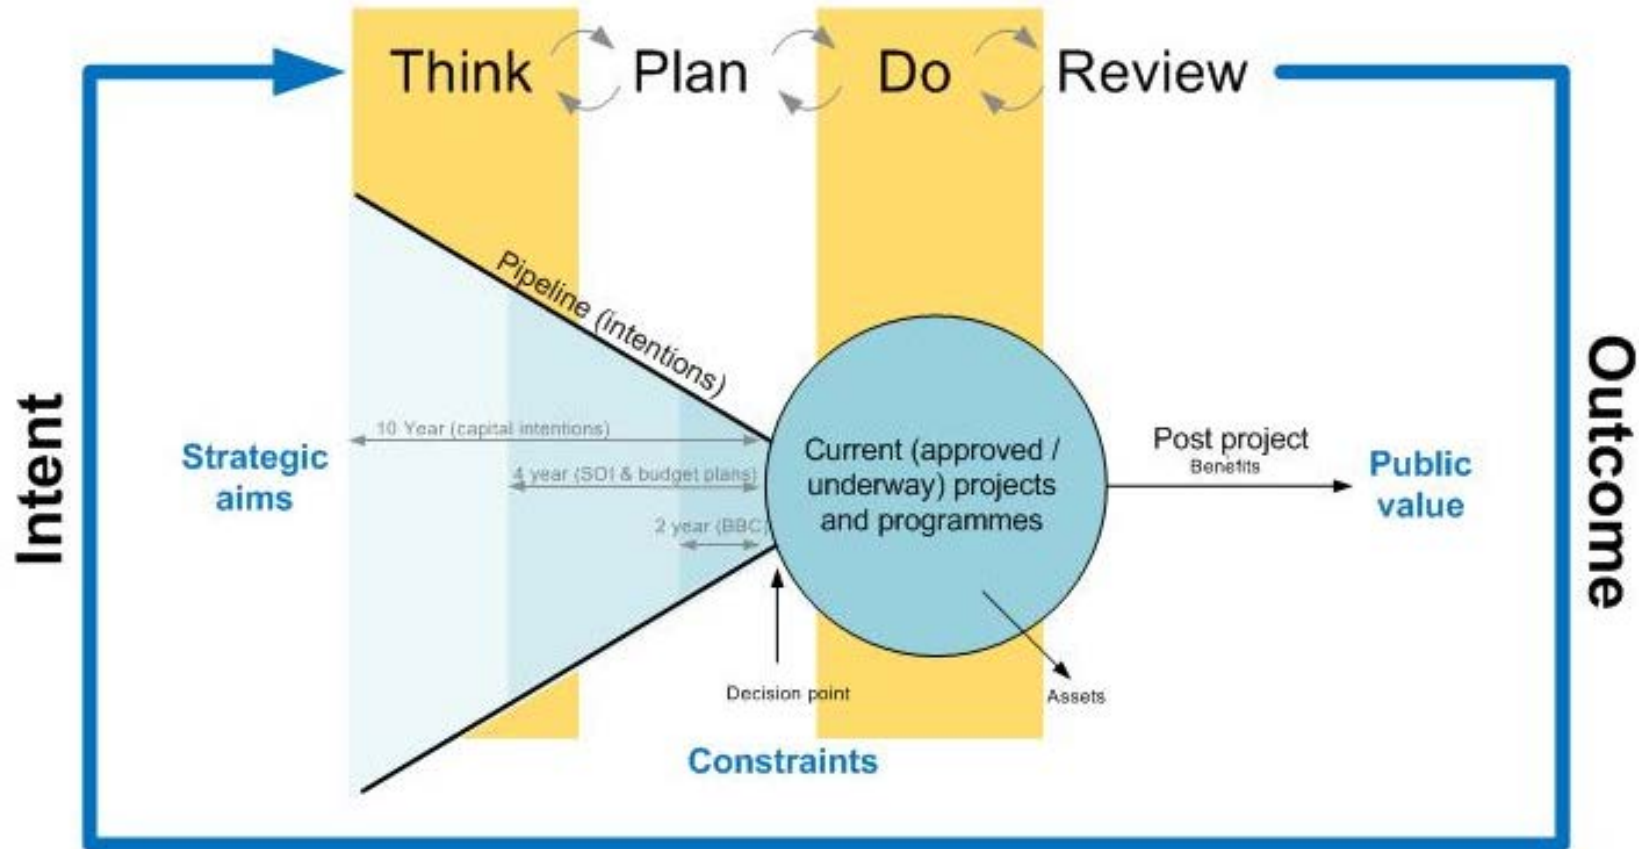 Think Plan Do Review
Pipeline (intentions)
10 Year (capital intentions)
4 year (SOI & budget plans)
2 year (BBC)
Intent
Strategic
aims
Current (approved /
underway) projects
and programmes
Post project
Benefits
Public
value
Outcome
Decision point
Assets
Constraints